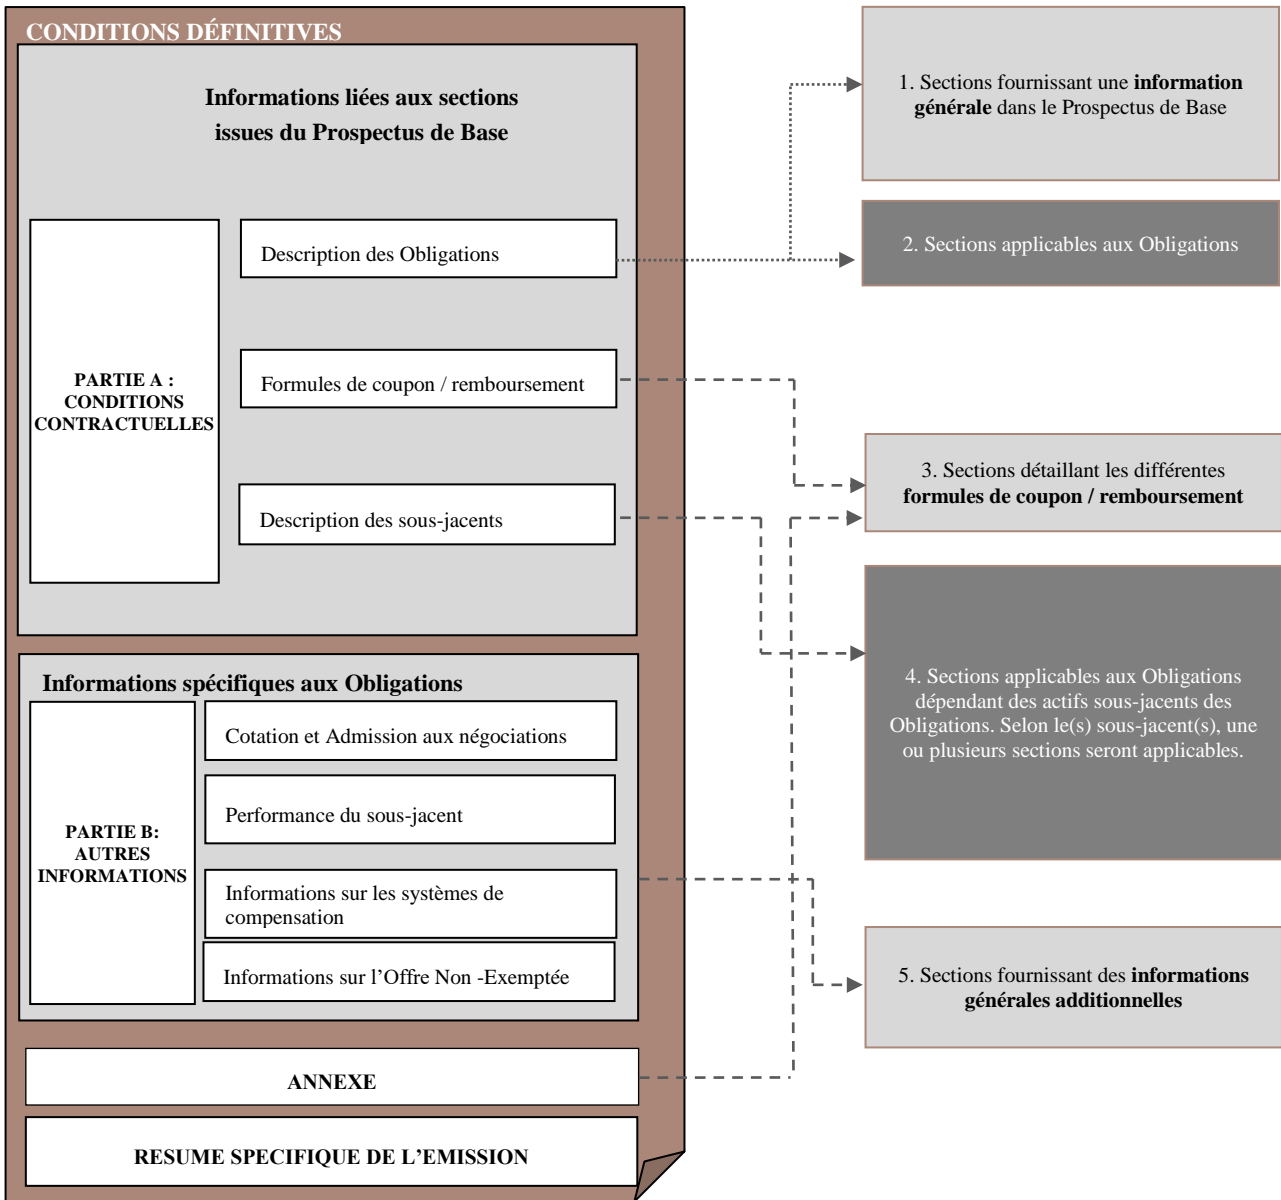 CONDITIONS DÉFINITIVES
Informations liées aux sections
issues du Prospectus de Base
PARTIE A :
CONDITIONS
CONTRACTUELLES
Description des Obligations
Formules de coupon / remboursement
Description des sous-jacents
Informations spécifiques aux Obligations
PARTIE B:
AUTRES
INFORMATIONS
Cotation et Admission aux négociations
Performance du sous-jacent
Informations sur les systèmes de
compensation
Informations sur l’Offre Non -Exemptée
ANNEXE
RESUME SPECIFIQUE DE L’EMISSION
1. Sections fournissant une information
générale dans le Prospectus de Base
2. Sections applicables aux Obligations
3. Sections détaillant les différentes
formules de coupon / remboursement
4. Sections applicables aux Obligations
dépendant des actifs sous-jacents des
Obligations. Selon le(s) sous-jacent(s), une
ou plusieurs sections seront applicables.
5. Sections fournissant des informations
générales additionnelles